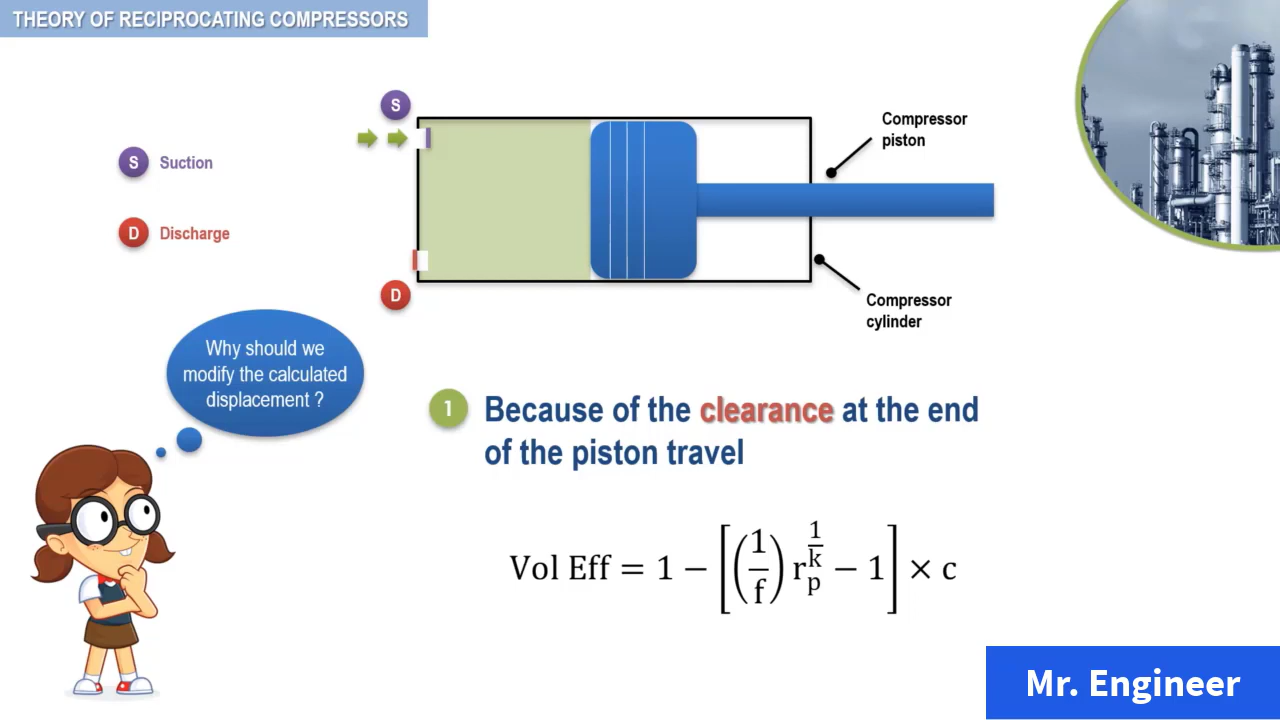 THEORY OF RECIPROCATING COMPRESSORS
S
Compressor
piston
S Suction
D Discharge
D
Compressor
cylinder
Why should we
modify the calculated
displacement ?
1 Because of the clearance at the end
of the piston travel
Vol Eff = 1 − [(1/f) r_p^(1/k) − 1] × c
Mr. Engineer